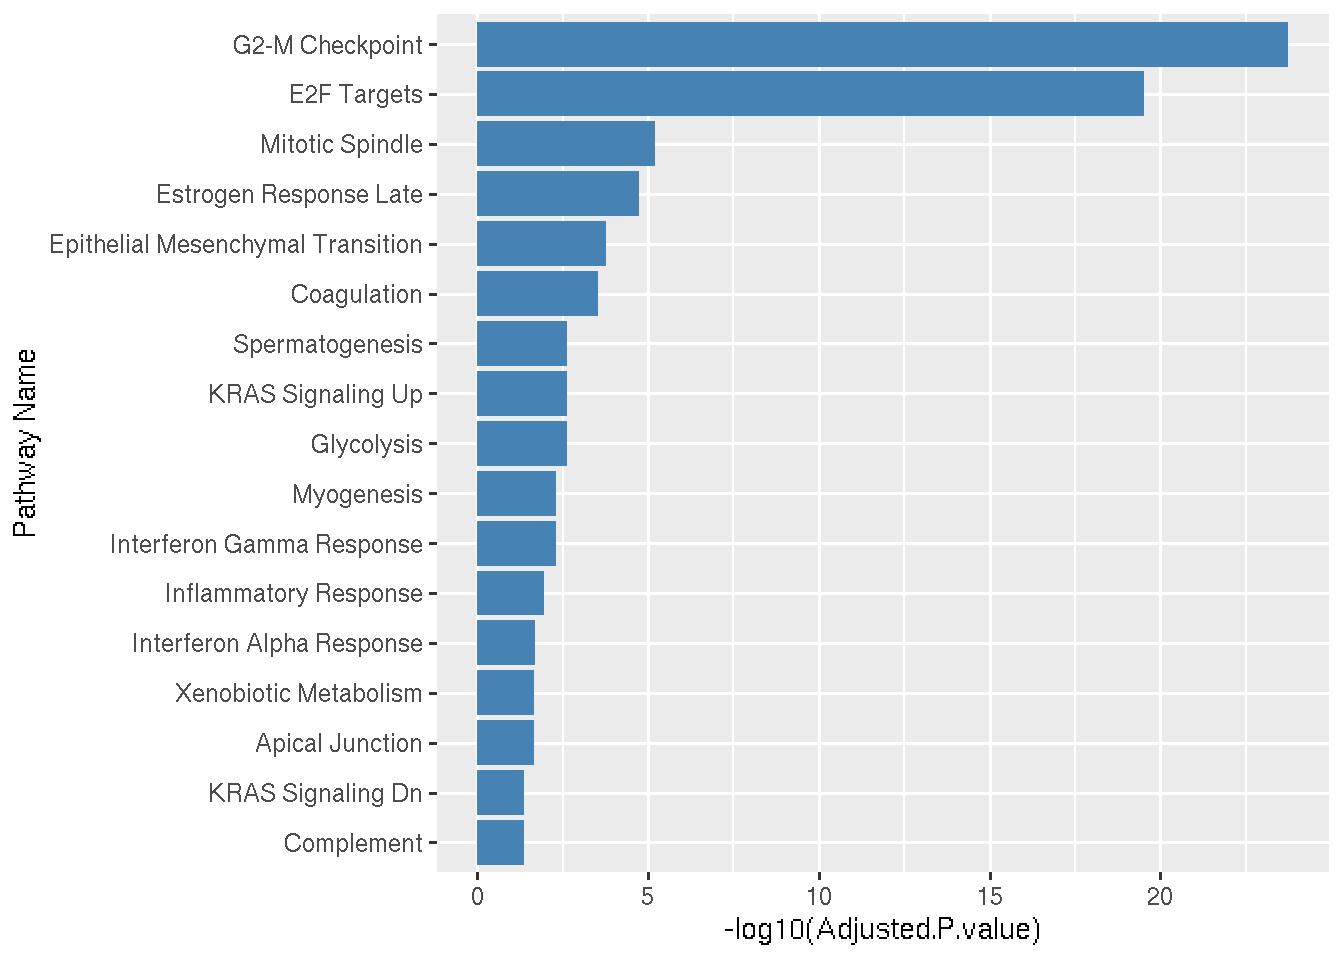 G2-M Checkpoint
E2F Targets
Mitotic Spindle
Estrogen Response Late
Epithelial Mesenchymal Transition
Coagulation
Spermatogenesis
KRAS Signaling Up
Glycolysis
Myogenesis
Interferon Gamma Response
Inflammatory Response
Interferon Alpha Response
Xenobiotic Metabolism
Apical Junction
KRAS Signaling Dn
Complement
Pathway Name
0 5 10 15 20
-log10(Adjusted.P.value)